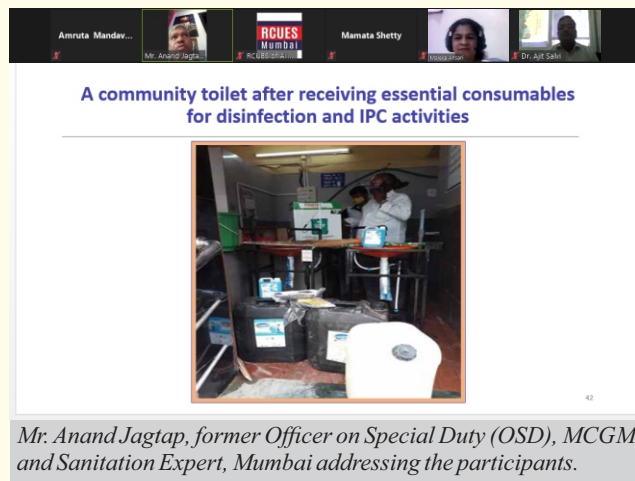 Amruta Mandav...
Mr. Anand Jagta...
RCUES
Mumbai
Mamata Shetty
Dr. Ajit Salvi
A community toilet after receiving essential consumables
for disinfection and IPC activities
42
Mr. Anand Jagtap, former Officer on Special Duty (OSD), MCGM
and Sanitation Expert, Mumbai addressing the participants.